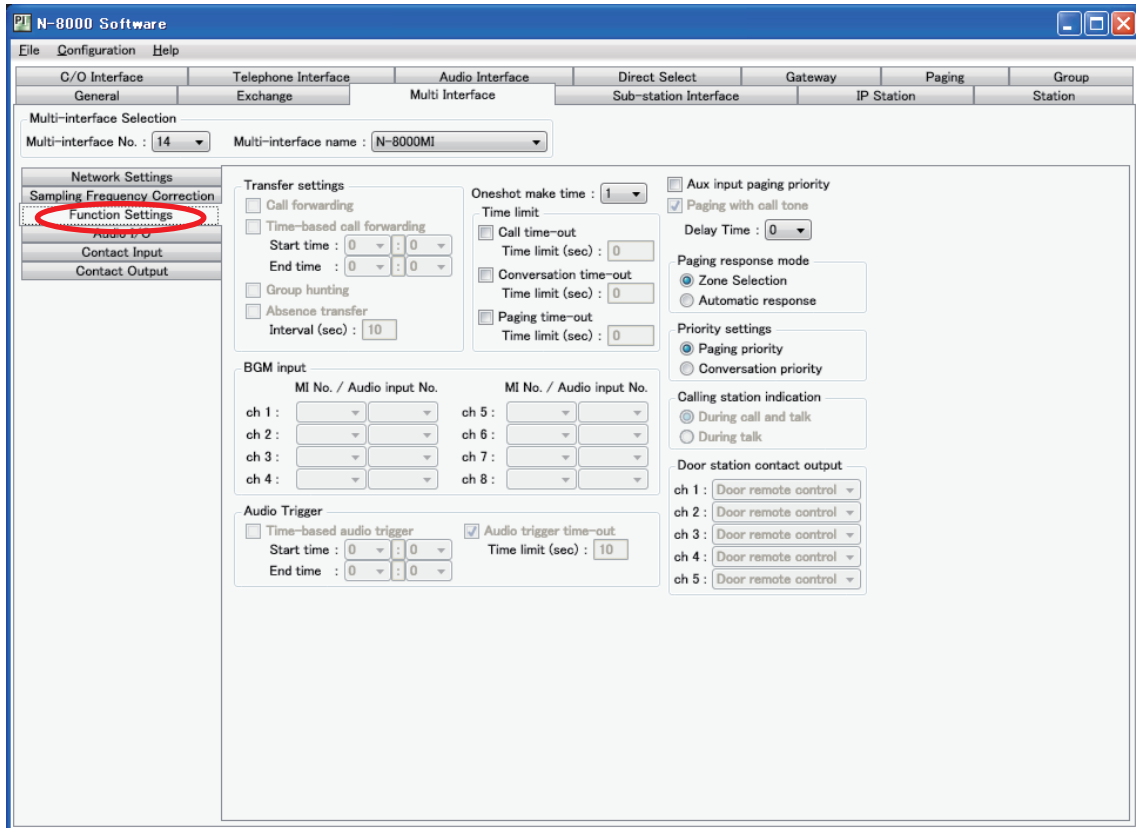 N-8000 Software
File Configuration Help
C/O Interface Telephone Interface Audio Interface Direct Select Gateway Paging Group
General Exchange Multi Interface Sub-station Interface IP Station Station
Multi-interface Selection
Multi-interface No. : 14 Multi-interface name : N-8000MI
Network Settings
Sampling Frequency Correction
Function Settings
Audio I/O
Contact Input
Contact Output
Transfer settings
Call forwarding
Time-based call forwarding
Start time : 0 : 0
End time : 0 : 0
Group hunting
Absence transfer
Interval (sec) : 10
Oneshot make time : 1
Time limit
Call time-out
Time limit (sec) : 0
Conversation time-out
Time limit (sec) : 0
Paging time-out
Time limit (sec) : 0
BGM input
MI No. / Audio input No. MI No. / Audio input No.
ch 1 : ch 5 :
ch 2 : ch 6 :
ch 3 : ch 7 :
ch 4 : ch 8 :
Audio Trigger
Time-based audio trigger
Start time : 0 : 0
End time : 0 : 0
Audio trigger time-out
Time limit (sec) : 10
Aux input paging priority
Paging with call tone
Delay Time : 0
Paging response mode
Zone Selection
Automatic response
Priority settings
Paging priority
Conversation priority
Calling station indication
During call and talk
During talk
Door station contact output
ch 1 : Door remote control
ch 2 : Door remote control
ch 3 : Door remote control
ch 4 : Door remote control
ch 5 : Door remote control